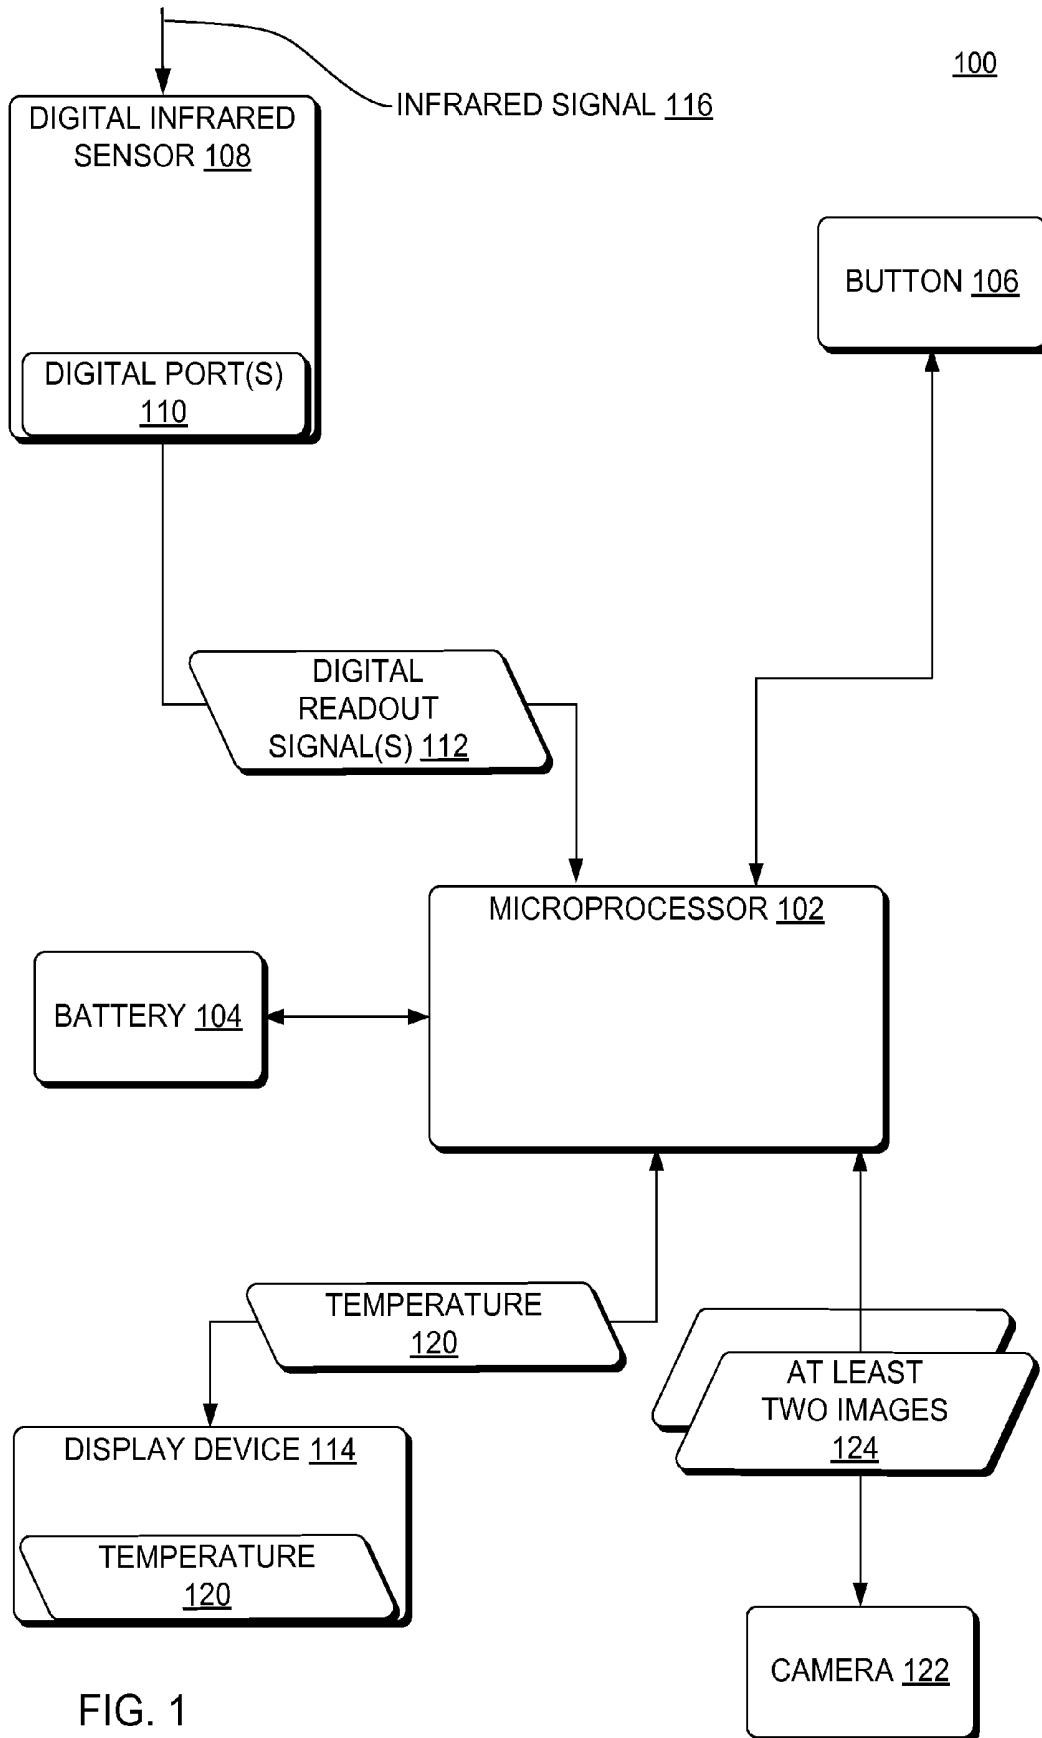 100
INFRARED SIGNAL 116
DIGITAL INFRARED
SENSOR 108
BUTTON 106
DIGITAL PORT(S)
110
DIGITAL
READOUT
SIGNAL(S) 112
MICROPROCESSOR 102
BATTERY 104
TEMPERATURE
120
AT LEAST
TWO IMAGES
124
DISPLAY DEVICE 114
TEMPERATURE
120
CAMERA 122
FIG. 1